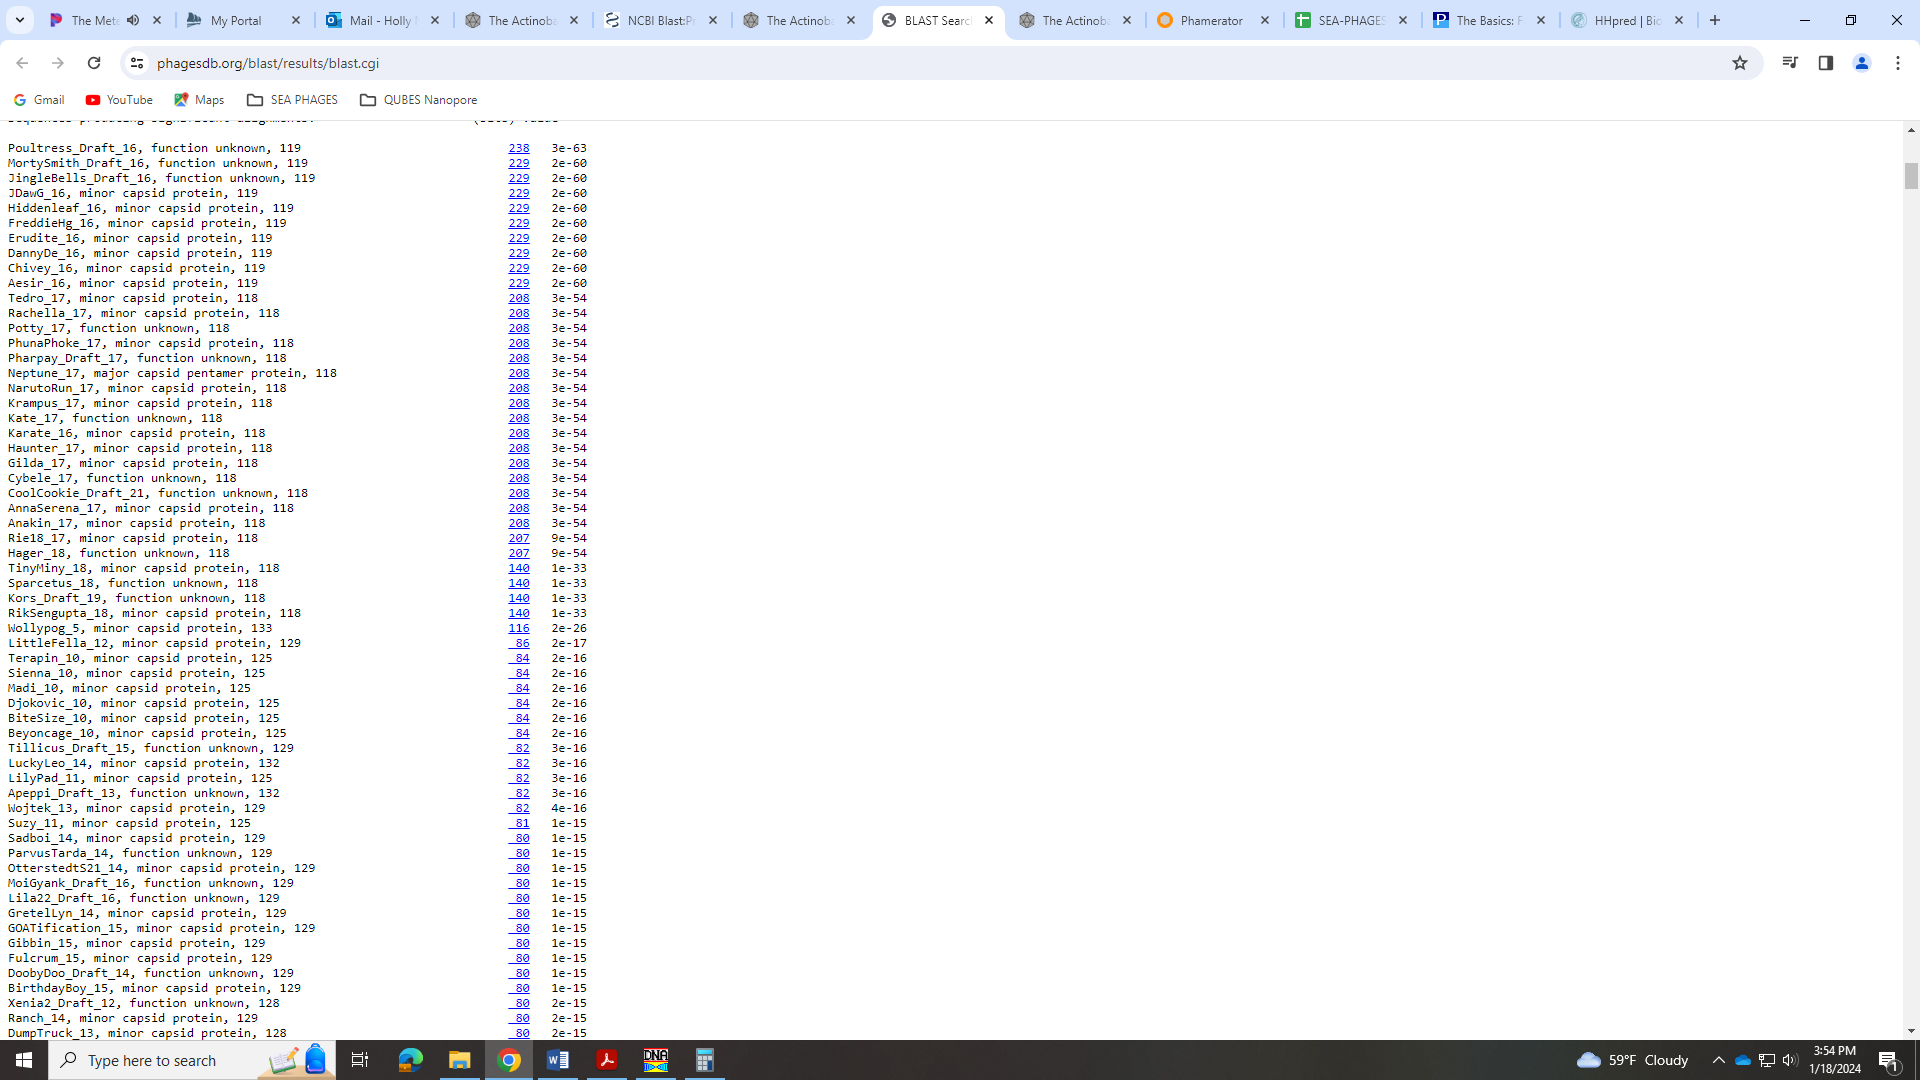 The Mete
My Portal
Mail - Holly
The Actinoba
NCBI Blast:Pr
The Actinoba
BLAST Searc
The Actinoba
Phamerator
SEA-PHAGES
The Basics: F
HHpred | Bio
phagesdb.org/blast/results/blast.cgi
Gmail YouTube Maps SEA PHAGES QUBES Nanopore
Sequences producing significant alignments: (bits) Value
Poultress_Draft_16, function unknown, 119 238 3e-63
MortySmith_Draft_16, function unknown, 119 229 2e-60
JingleBells_Draft_16, function unknown, 119 229 2e-60
JDawG_16, minor capsid protein, 119 229 2e-60
Hiddenleaf_16, minor capsid protein, 119 229 2e-60
FreddieHg_16, minor capsid protein, 119 229 2e-60
Erudite_16, minor capsid protein, 119 229 2e-60
DannyDe_16, minor capsid protein, 119 229 2e-60
Chivey_16, minor capsid protein, 119 229 2e-60
Aesir_16, minor capsid protein, 119 229 2e-60
Tedro_17, minor capsid protein, 118 208 3e-54
Rachella_17, minor capsid protein, 118 208 3e-54
Potty_17, function unknown, 118 208 3e-54
PhunaPhoke_17, minor capsid protein, 118 208 3e-54
Pharpay_Draft_17, function unknown, 118 208 3e-54
Neptune_17, major capsid pentamer protein, 118 208 3e-54
NarutoRun_17, minor capsid protein, 118 208 3e-54
Krampus_17, minor capsid protein, 118 208 3e-54
Kate_17, function unknown, 118 208 3e-54
Karate_16, minor capsid protein, 118 208 3e-54
Haunter_17, minor capsid protein, 118 208 3e-54
Gilda_17, minor capsid protein, 118 208 3e-54
Cybele_17, function unknown, 118 208 3e-54
CoolCookie_Draft_21, function unknown, 118 208 3e-54
AnnaSerena_17, minor capsid protein, 118 208 3e-54
Anakin_17, minor capsid protein, 118 208 3e-54
Rie18_17, minor capsid protein, 118 207 9e-54
Hager_18, function unknown, 118 207 9e-54
TinyMiny_18, minor capsid protein, 118 140 1e-33
Sparcetus_18, function unknown, 118 140 1e-33
Kors_Draft_19, function unknown, 118 140 1e-33
RikSengupta_18, minor capsid protein, 118 140 1e-33
Wollypog_5, minor capsid protein, 133 116 2e-26
LittleFella_12, minor capsid protein, 129 86 2e-17
Terapin_10, minor capsid protein, 125 84 2e-16
Sienna_10, minor capsid protein, 125 84 2e-16
Madi_10, minor capsid protein, 125 84 2e-16
Djokovic_10, minor capsid protein, 125 84 2e-16
BiteSize_10, minor capsid protein, 125 84 2e-16
Beyoncage_10, minor capsid protein, 125 84 2e-16
Tillicus_Draft_15, function unknown, 129 82 3e-16
LuckyLeo_14, minor capsid protein, 132 82 3e-16
LilyPad_11, minor capsid protein, 125 82 3e-16
Apeppi_Draft_13, function unknown, 132 82 3e-16
Wojtek_13, minor capsid protein, 129 82 4e-16
Suzy_11, minor capsid protein, 125 81 1e-15
Sadboi_14, minor capsid protein, 129 80 1e-15
ParvusTarda_14, function unknown, 129 80 1e-15
OtterstedtS21_14, minor capsid protein, 129 80 1e-15
MoiGyank_Draft_16, function unknown, 129 80 1e-15
Lila22_Draft_16, function unknown, 129 80 1e-15
GretelLyn_14, minor capsid protein, 129 80 1e-15
GOATification_15, minor capsid protein, 129 80 1e-15
Gibbin_15, minor capsid protein, 129 80 1e-15
Fulcrum_15, minor capsid protein, 129 80 1e-15
DoobyDoo_Draft_14, function unknown, 129 80 1e-15
BirthdayBoy_15, minor capsid protein, 129 80 1e-15
Xenia2_Draft_12, function unknown, 128 80 2e-15
Ranch_14, minor capsid protein, 129 80 2e-15
DumpTruck_13, minor capsid protein, 128 80 2e-15
Type here to search
DNA
59°F Cloudy
3:54 PM
1/18/2024
1